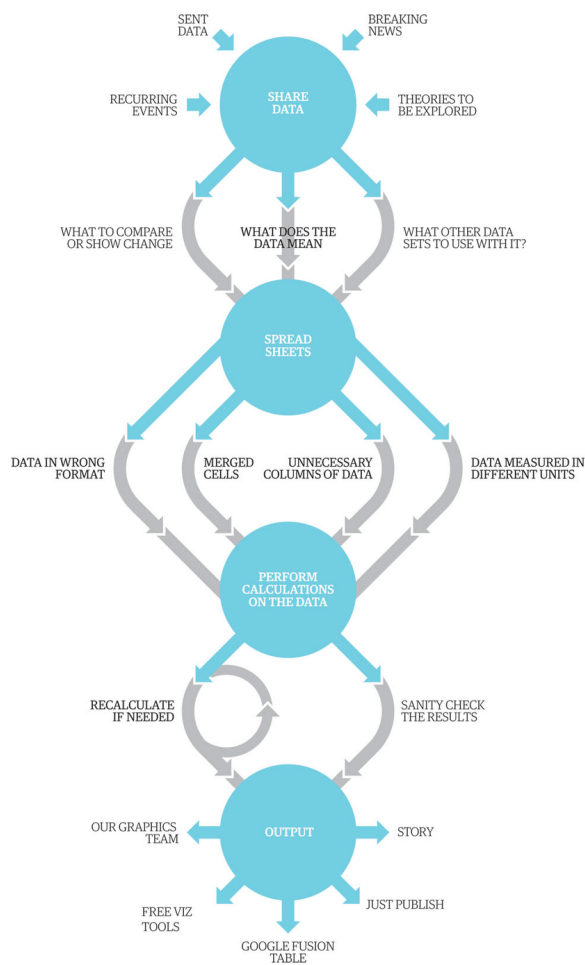 SENT
DATA
BREAKING
NEWS
RECURRING
EVENTS
SHARE
DATA
THEORIES TO
BE EXPLORED
WHAT TO COMPARE
OR SHOW CHANGE
WHAT DOES THE
DATA MEAN
WHAT OTHER DATA
SETS TO USE WITH IT?
SPREAD
SHEETS
DATA IN WRONG
FORMAT
MERGED
CELLS
UNNECESSARY
COLUMNS OF DATA
DATA MEASURED IN
DIFFERENT UNITS
PERFORM
CALCULATIONS
ON THE DATA
RECALCULATE
IF NEEDED
SANITY CHECK
THE RESULTS
OUR GRAPHICS
TEAM
OUTPUT
STORY
FREE VIZ
TOOLS
JUST PUBLISH
GOOGLE FUSION
TABLE